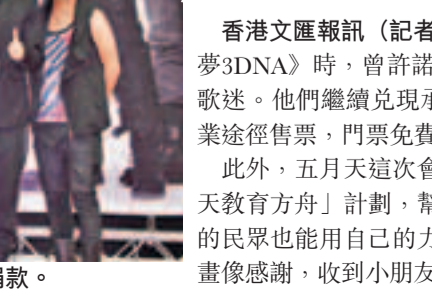 香港文匯報訊（記者
夢3DNA》時，曾許諾
歌迷。他們繼續兌現承
業途徑售票，門票免費
此外，五月天這次會
天教育方舟」計劃，幫
的民眾也能用自己的力
畫像感謝，收到小朋友
捐款。